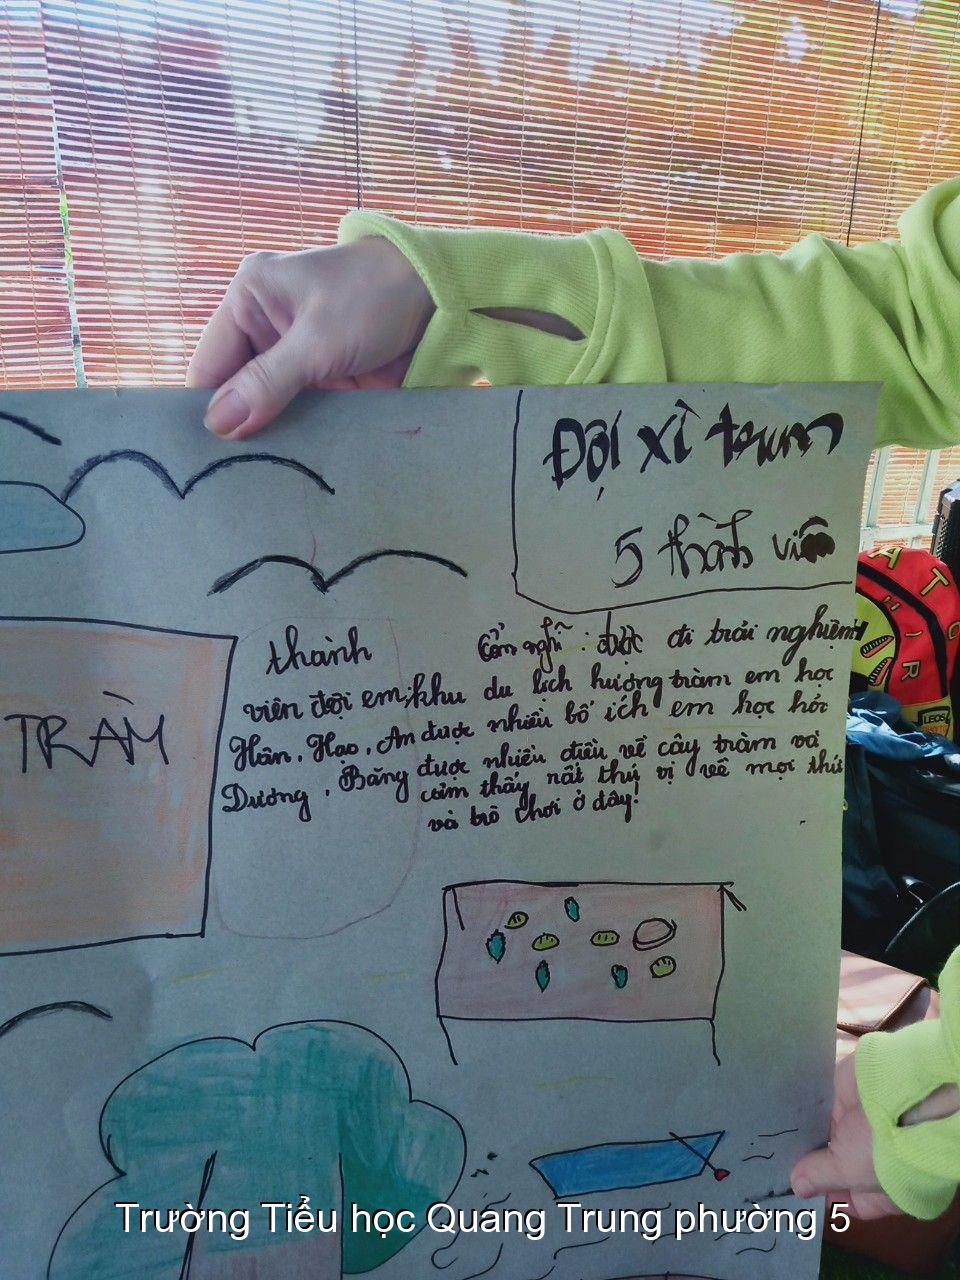 Đội xì trum
5 thành viên
TRÀM
thành
viên đội em:
Hân, Hạo, An
Dương, Băng
Cảm nghĩ: được đi trải nghiệm
khu du lịch hương tràm em học
được nhiều bổ ích em học hỏi
được nhiều điều về cây tràm và
cảm thấy rất thú vị về mọi thứ
và trò chơi ở đây!
ATCHIR
LEOS
Trường Tiểu học Quang Trung phường 5